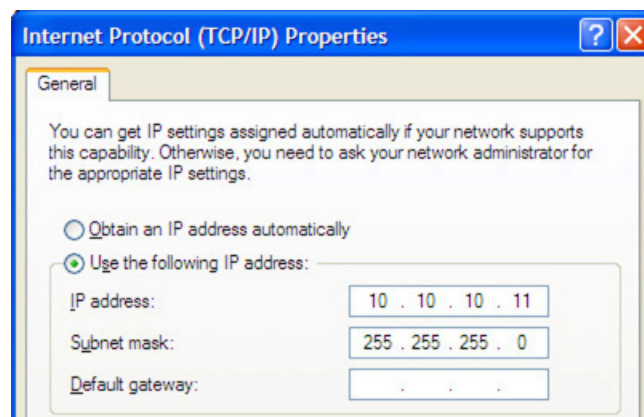 Internet Protocol (TCP/IP) Properties
General
You can get IP settings assigned automatically if your network supports
this capability. Otherwise, you need to ask your network administrator for
the appropriate IP settings.
Obtain an IP address automatically
Use the following IP address:
IP address: 10 . 10 . 10 . 11
Subnet mask: 255 . 255 . 255 . 0
Default gateway: . . .